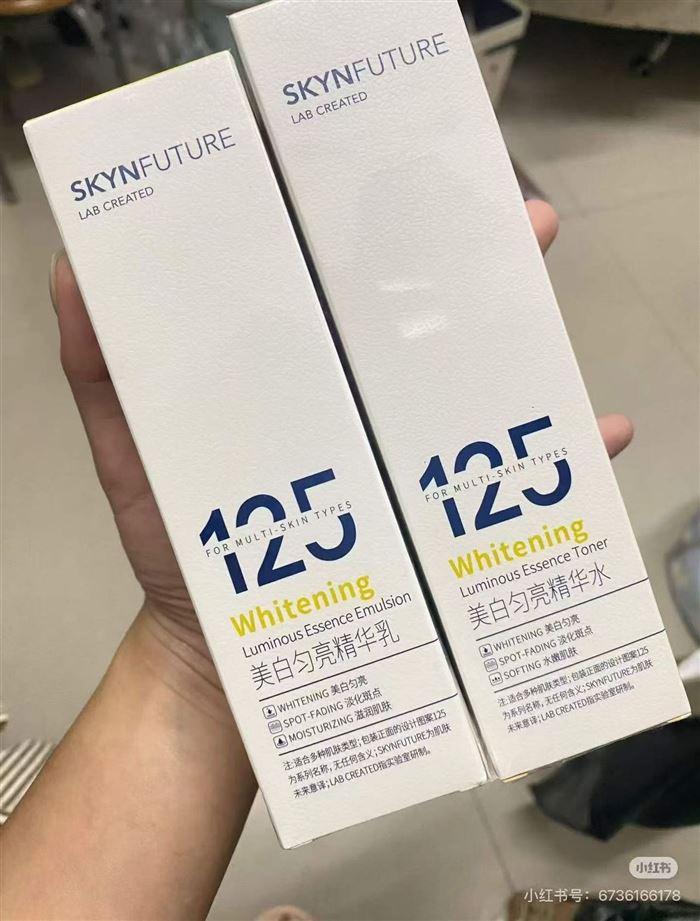 SKYNFUTURE
LAB CREATED
125
FOR MULTI-SKIN TYPES
Whitening
Luminous Essence Emulsion
美白匀亮精华乳
WHITENING 美白匀亮
SPOT-FADING 淡化斑点
MOISTURIZING 滋润肌肤
注:适合多种肌肤类型;包装正面的设计图案125
为系列名称,无任何含义;SKYNFUTURE为肌肤
未来意译;LAB CREATED指实验室研制。
SKYNFUTURE
LAB CREATED
125
FOR MULTI-SKIN TYPES
Whitening
Luminous Essence Toner
美白匀亮精华水
WHITENING 美白匀亮
SPOT-FADING 淡化斑点
SOFTING 水嫩肌肤
注:适合多种肌肤类型;包装正面的设计图案125
为系列名称,无任何含义;SKYNFUTURE为肌肤
未来意译;LAB CREATED指实验室研制。
小红书
小红书号：6736166178